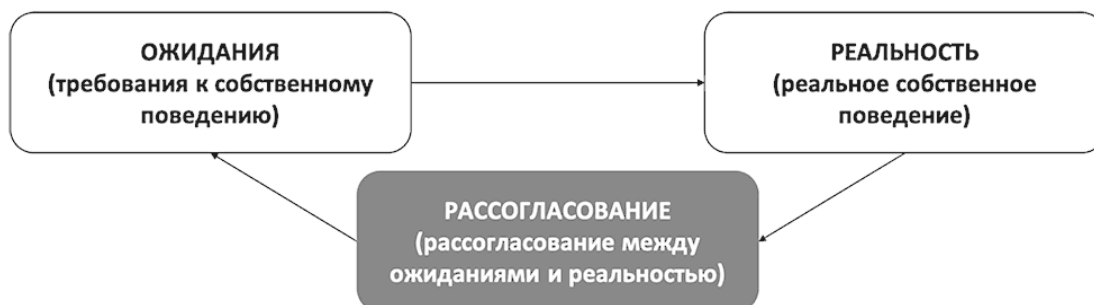 ОЖИДАНИЯ
(требования к собственному
поведению)
РЕАЛЬНОСТЬ
(реальное собственное
поведение)
РАССОГЛАСОВАНИЕ
(рассогласование между
ожиданиями и реальностью)